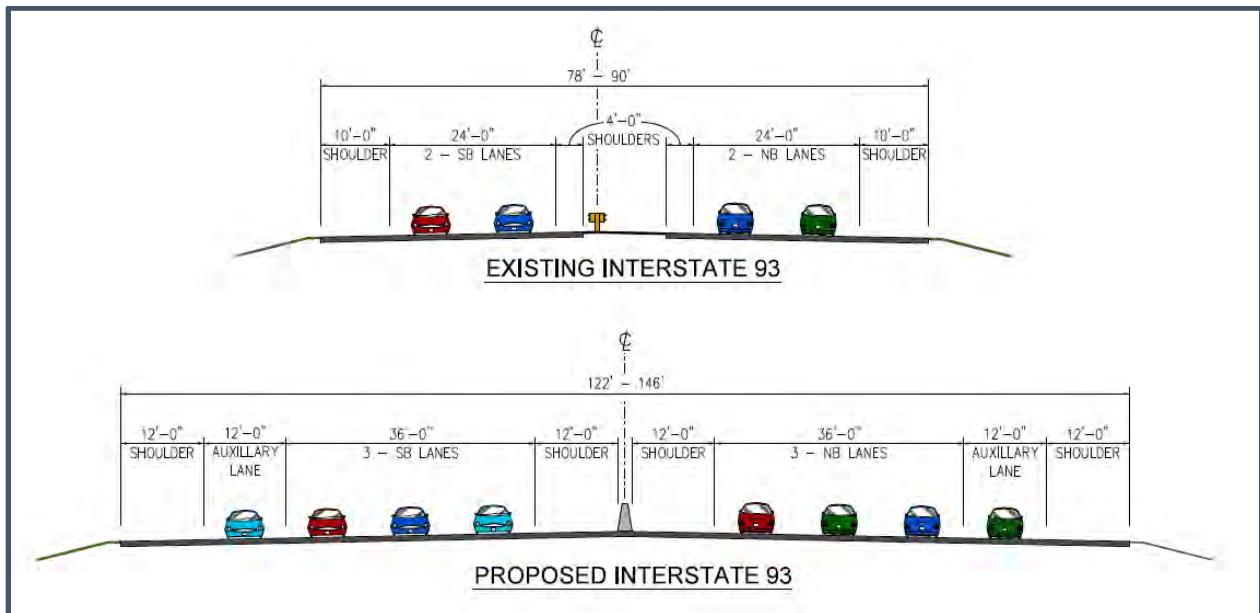 ℄
78' - 90'
4'-0"
10'-0" 24'-0" SHOULDERS 24'-0" 10'-0"
SHOULDER 2 - SB LANES 2 - NB LANES SHOULDER
EXISTING INTERSTATE 93
℄
122' - 146'
12'-0" 12'-0" 36'-0" 12'-0" 12'-0" 36'-0" 12'-0" 12'-0"
SHOULDER AUXILLARY 3 - SB LANES SHOULDER SHOULDER 3 - NB LANES AUXILLARY SHOULDER
LANE LANE
PROPOSED INTERSTATE 93